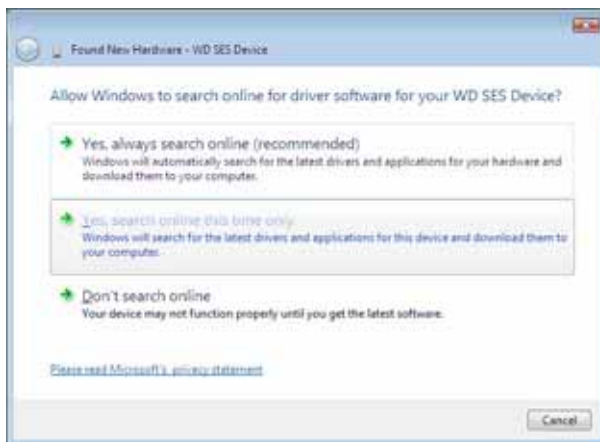 Found New Hardware - WD SES Device
Allow Windows to search online for driver software for your WD SES Device?
Yes, always search online (recommended)
Windows will automatically search for the latest drivers and applications for your hardware and
download them to your computer.
Yes, search online this time only
Windows will search for the latest drivers and applications for this device and download them to
your computer.
Don't search online
Your device may not function properly until you get the latest software.
Please read Microsoft's privacy statement
Cancel